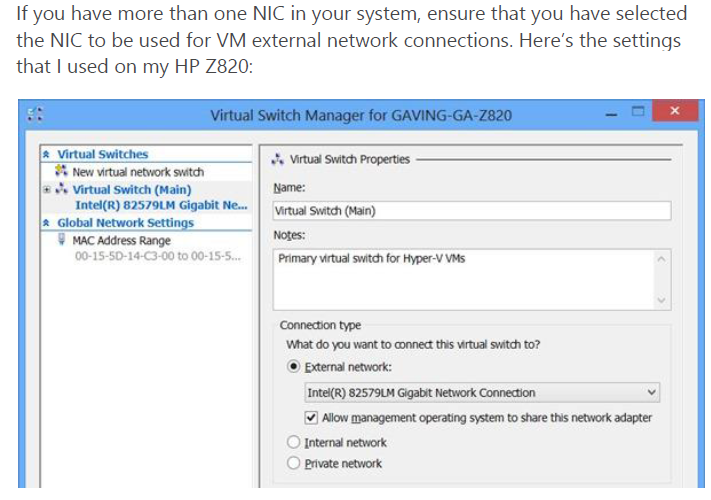 If you have more than one NIC in your system, ensure that you have selected
the NIC to be used for VM external network connections. Here’s the settings
that I used on my HP Z820:
Virtual Switch Manager for GAVING-GA-Z820
Virtual Switches
New virtual network switch
Virtual Switch (Main)
Intel(R) 82579LM Gigabit Ne...
Global Network Settings
MAC Address Range
00-15-5D-14-C3-00 to 00-15-5...
Virtual Switch Properties
Name:
Virtual Switch (Main)
Notes:
Primary virtual switch for Hyper-V VMs
Connection type
What do you want to connect this virtual switch to?
External network:
Intel(R) 82579LM Gigabit Network Connection
Allow management operating system to share this network adapter
Internal network
Private network